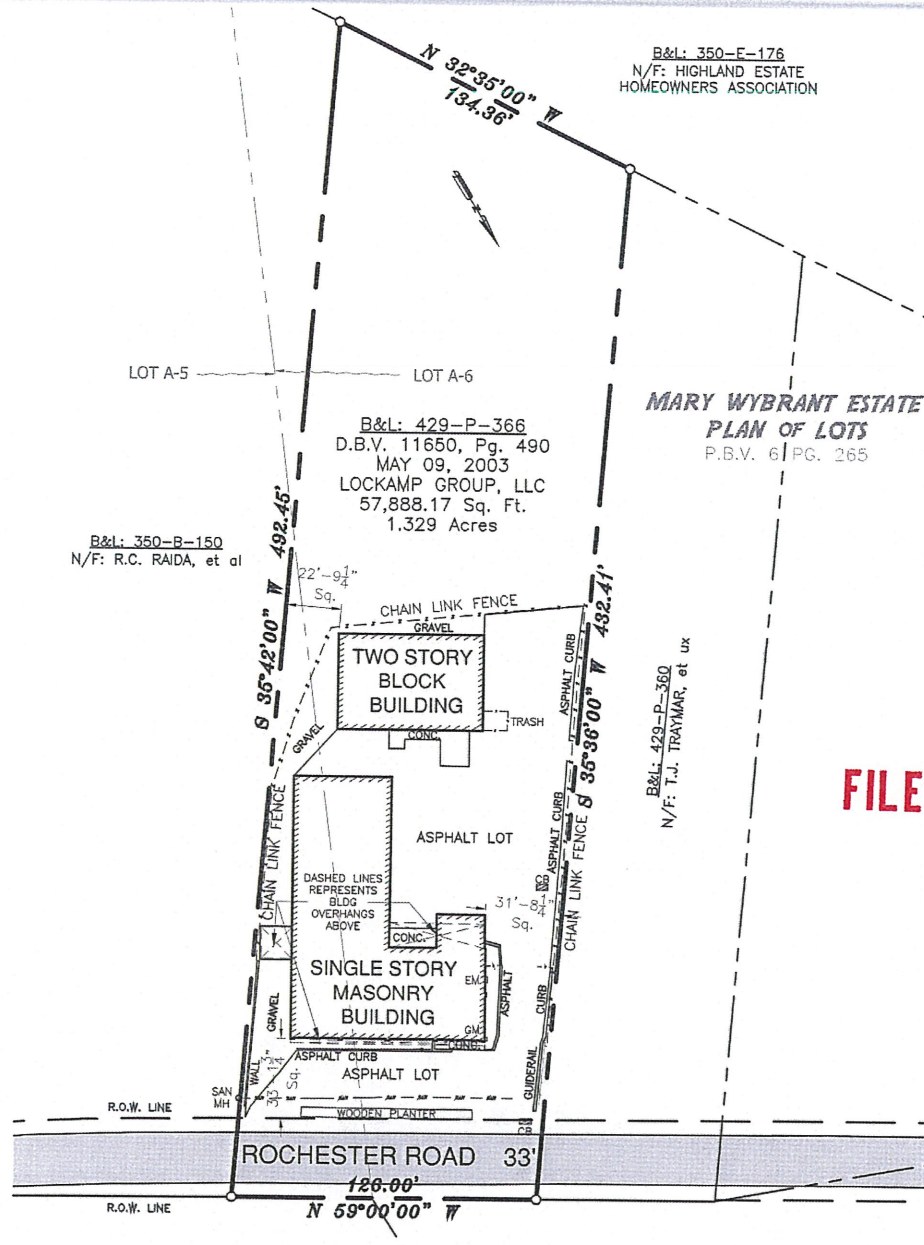 B&L: 350-E-176
N/F: HIGHLAND ESTATE
HOMEOWNERS ASSOCIATION
N 32°35'00" W
134.36'
LOT A-5
LOT A-6
MARY WYBRANT ESTATE
PLAN OF LOTS
P.B.V. 6 PG. 265
B&L: 429-P-366
D.B.V. 11650, Pg. 490
MAY 09, 2003
LOCKAMP GROUP, LLC
57,888.17 Sq. Ft.
1.329 Acres
B&L: 350-B-150
N/F: R.C. RAIDA, et al
S 35°42'00" W 492.45'
22'-9¼"
Sq.
CHAIN LINK FENCE
GRAVEL
TWO STORY
BLOCK
BUILDING
TRASH
CONC.
GRAVEL
ASPHALT CURB
S 35°36'00" W 432.41'
B&L: 429-P-360
N/F: T.J. TRAYMAR, et ux
FILE
CHAIN LINK FENCE
ASPHALT LOT
ASPHALT CURB
CHAIN LINK FENCE
DASHED LINES
REPRESENTS
BLDG
OVERHANGS
ABOVE
31'-8¼"
Sq.
CB
CONC.
SINGLE STORY
MASONRY
BUILDING
EM
GM
ASPHALT
CURB
GRAVEL
CONC.
ASPHALT CURB
ASPHALT LOT
WALL
Sq.
GUIDERAIL
SAN
MH
R.O.W. LINE
WOODEN PLANTER
CB
ROCHESTER ROAD 33'
126.00'
R.O.W. LINE
N 59°00'00" W